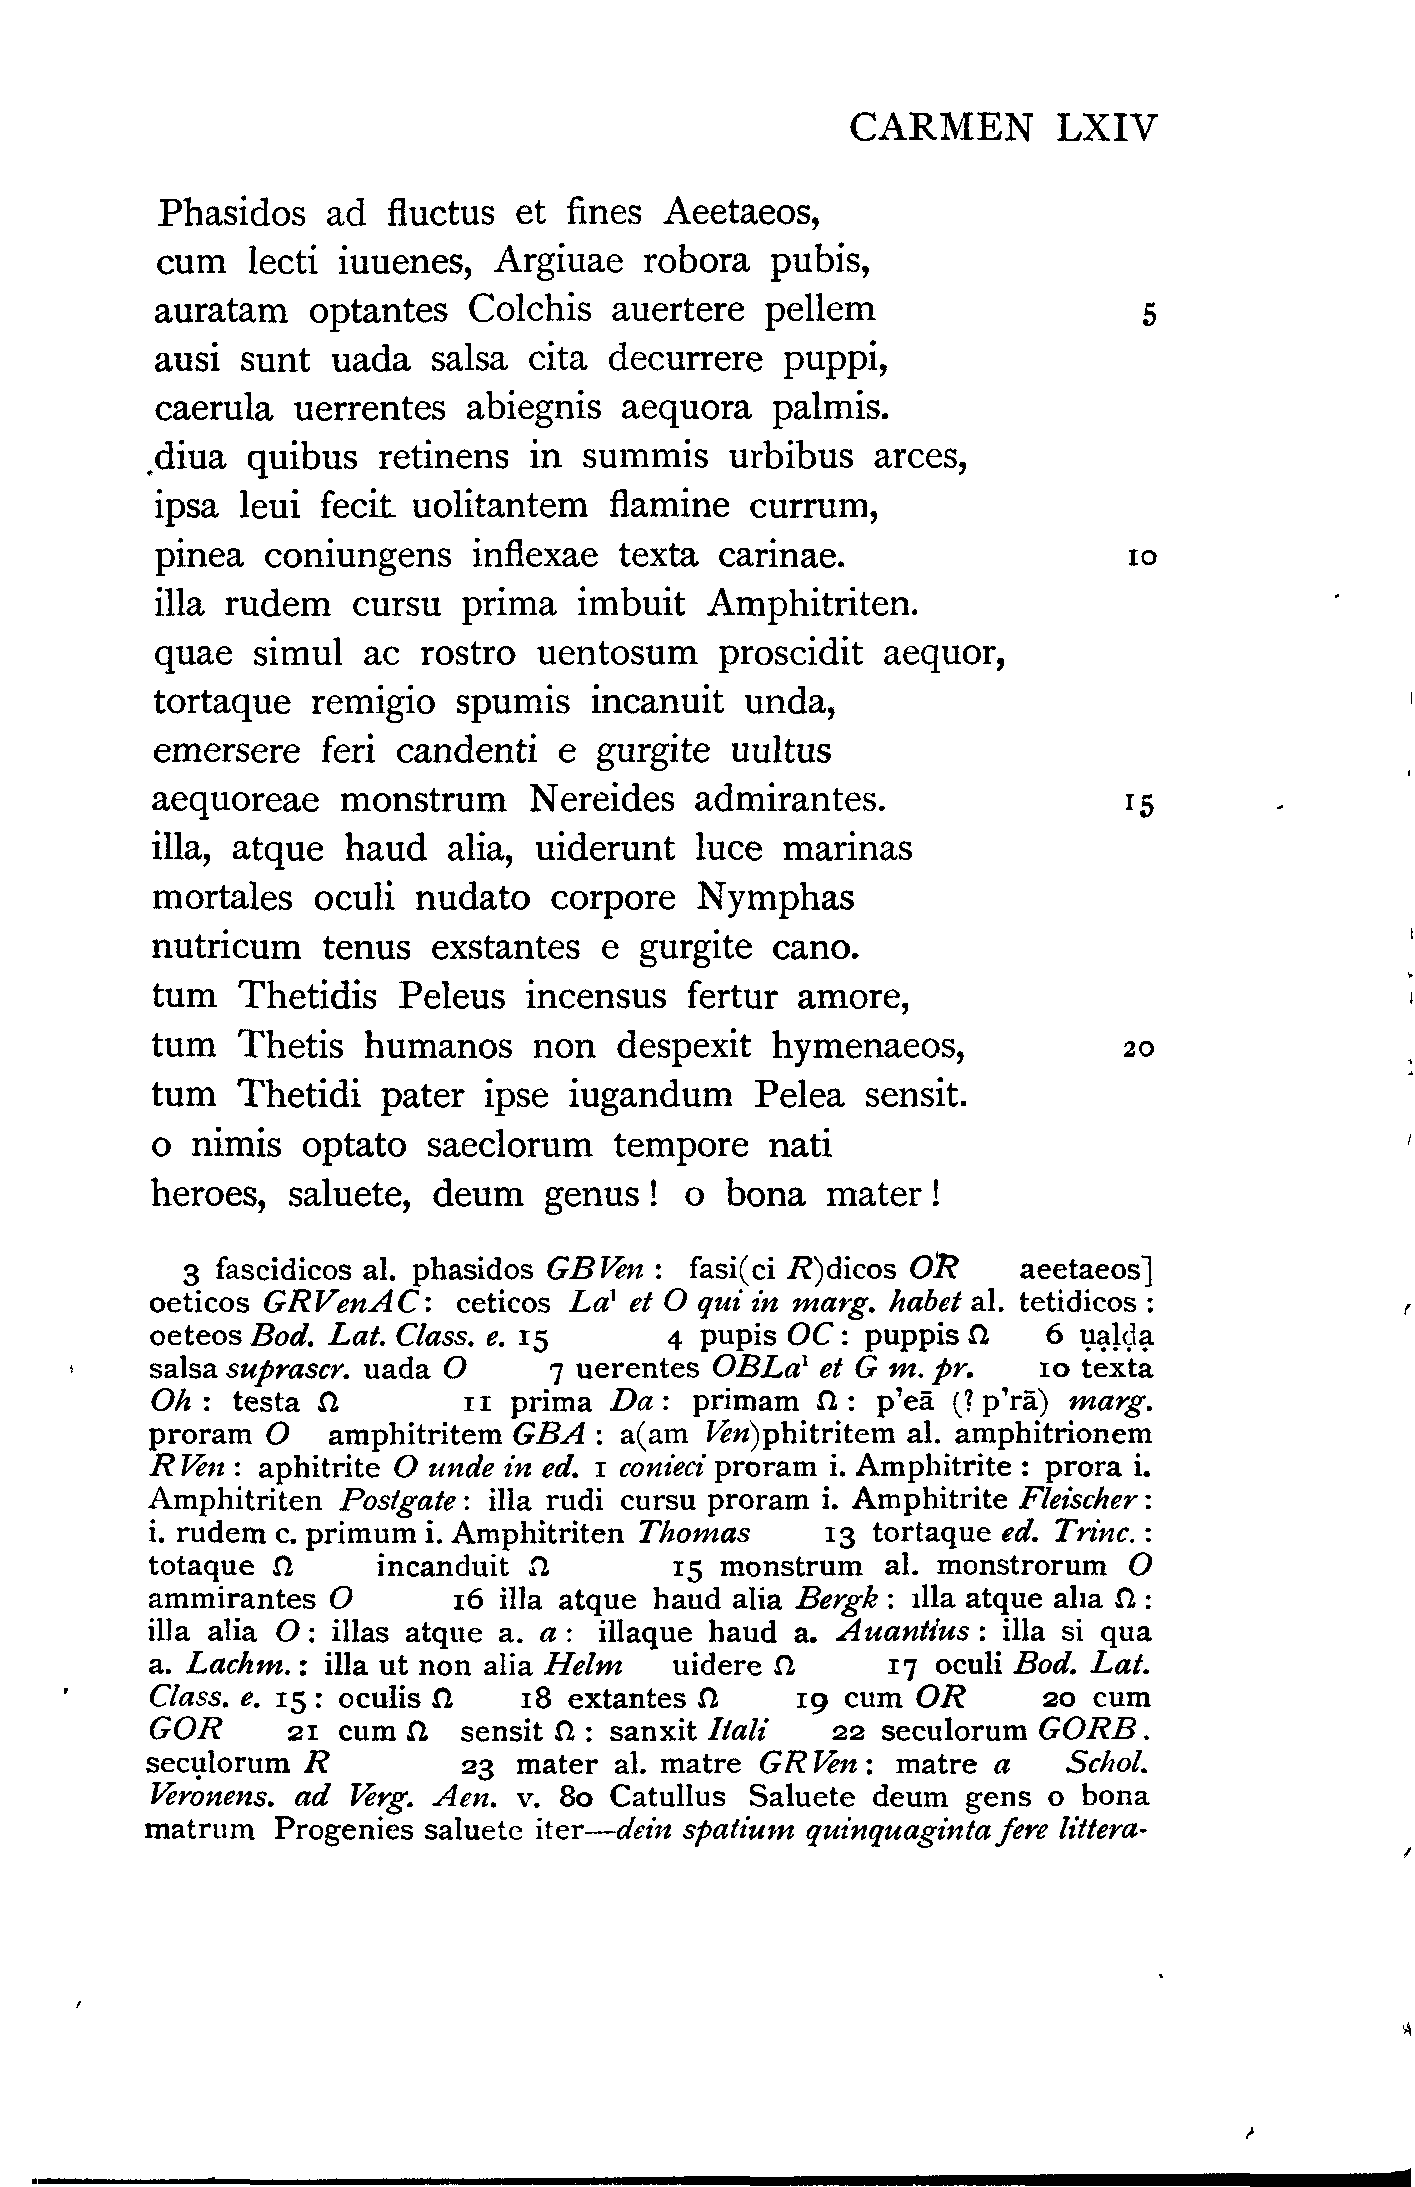 CARMEN LXIV
Phasidos ad fluctus et fines Aeetaeos,
cum lecti iuuenes, Argiuae robora pubis,
auratam optantes Colchis auertere pellem 5
ausi sunt uada salsa cita decurrere puppi,
caerula uerrentes abiegnis aequora palmis.
diua quibus retinens in summis urbibus arces,
ipsa leui fecit uolitantem flamine currum,
pinea coniungens inflexae texta carinae. 10
illa rudem cursu prima imbuit Amphitriten.
quae simul ac rostro uentosum proscidit aequor,
tortaque remigio spumis incanuit unda,
emersere feri candenti e gurgite uultus
aequoreae monstrum Nereides admirantes. 15
illa, atque haud alia, uiderunt luce marinas
mortales oculi nudato corpore Nymphas
nutricum tenus exstantes e gurgite cano.
tum Thetidis Peleus incensus fertur amore,
tum Thetis humanos non despexit hymenaeos, 20
tum Thetidi pater ipse iugandum Pelea sensit.
o nimis optato saeclorum tempore nati
heroes, saluete, deum genus ! o bona mater !
3 fascidicos al. phasidos GBVen : fasi(ci R)dicos OR aeetaeos]
oeticos GRVenAC : ceticos La¹ et O qui in marg. habet al. tetidicos :
oeteos Bod. Lat. Class. e. 15 4 pupis OC : puppis Ω 6 ụạlḍạ
salsa suprascr. uada O 7 uerentes OBLa¹ et G m. pr. 10 texta
Oh : testa Ω 11 prima Da : primam Ω : p'eā (? p'rā) marg.
proram O amphitritem GBA : a(am Ven)phitritem al. amphitrionem
RVen : aphitrite O unde in ed. 1 conieci proram i. Amphitrite : prora i.
Amphitriten Postgate : illa rudi cursu proram i. Amphitrite Fleischer :
i. rudem c. primum i. Amphitriten Thomas 13 tortaque ed. Trinc. :
totaque Ω incanduit Ω 15 monstrum al. monstrorum O
ammirantes O 16 illa atque haud alia Bergk : illa atque alia Ω :
illa alia O : illas atque a. a : illaque haud a. Auantius : illa si qua
a. Lachm. : illa ut non alia Helm uidere Ω 17 oculi Bod. Lat.
Class. e. 15 : oculis Ω 18 extantes Ω 19 cum OR 20 cum
GOR 21 cum Ω sensit Ω : sanxit Itali 22 seculorum GORB.
secụlorum R 23 mater al. matre GRVen : matre a Schol.
Veronens. ad Verg. Aen. v. 80 Catullus Saluete deum gens o bona
matrum Progenies saluete iter—dein spatium quinquaginta fere littera-